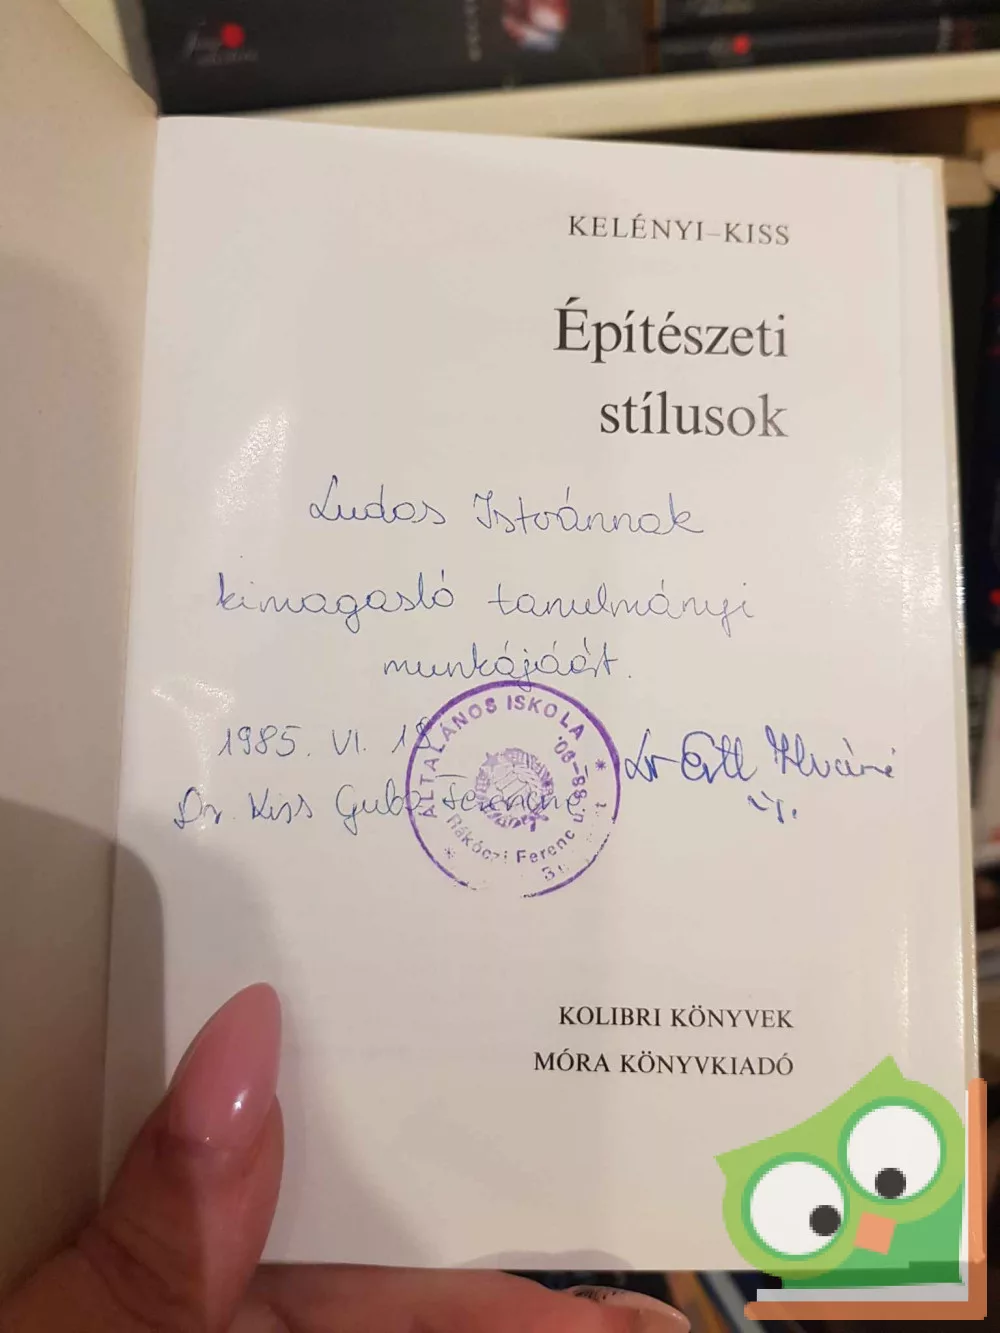 KELÉNYI–KISS
Építészeti
stílusok
Ludas Istvánnak
kimagasló tanulmányi
munkájáért.
1985. VI.
Dr. Kiss Ferencné
ÁLTALÁNOS ISKOLA
Rákóczi Ferenc u.
KOLIBRI KÖNYVEK
MÓRA KÖNYVKIADÓ